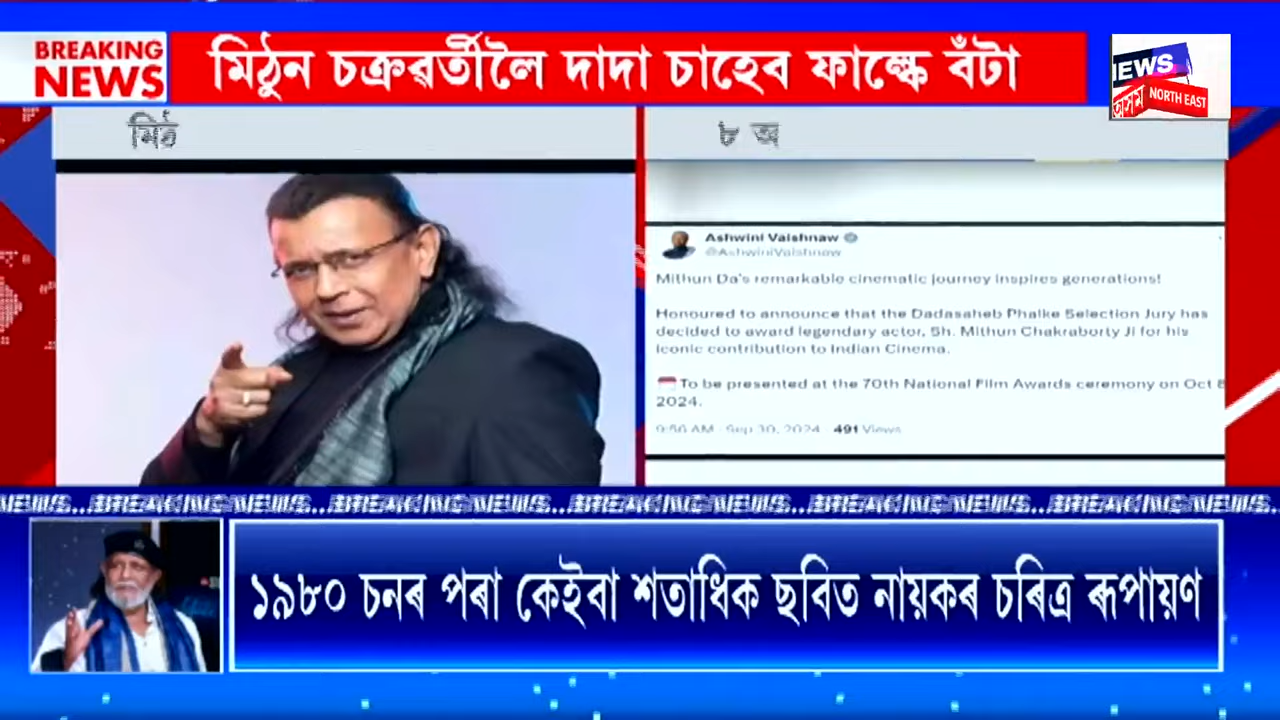 BREAKING NEWS
মিঠুন চক্ৰৱৰ্তীলৈ দাদা চাহেব ফাল্কে বঁটা
NEWS
অসম NORTH EAST
মিঠ
৮ অ
Ashwini Vaishnaw
@AshwiniVaishnaw
Mithun Da's remarkable cinematic journey inspires generations!
Honoured to announce that the Dadasaheb Phalke Selection Jury has
decided to award legendary actor, Sh. Mithun Chakraborty Ji for his
iconic contribution to Indian Cinema.
To be presented at the 70th National Film Awards ceremony on Oct 8
2024.
9:56 AM · Sep 30, 2024 · 491 Views
NEWS...BREAKING NEWS...BREAKING NEWS...BREAKING NEWS...BREAKING NEWS...
১৯৮০ চনৰ পৰা কেইবা শতাধিক ছবিত নায়কৰ চৰিত্ৰ ৰূপায়ণ